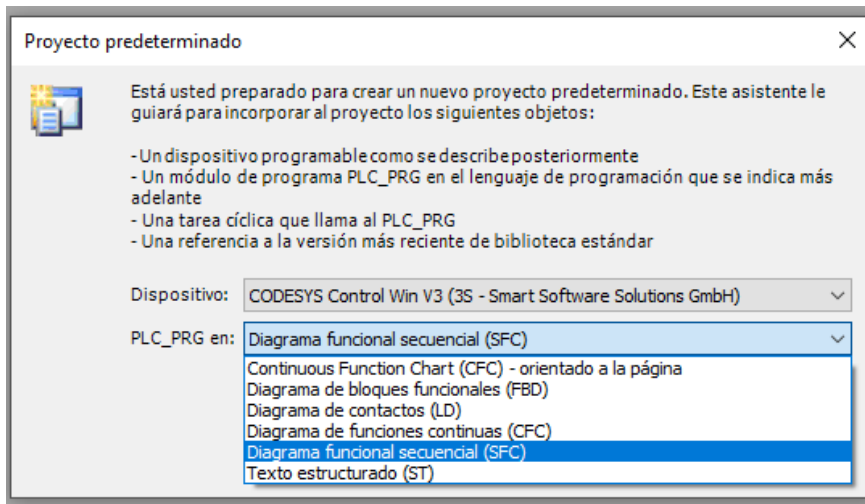 Proyecto predeterminado
Está usted preparado para crear un nuevo proyecto predeterminado. Este asistente le
guiará para incorporar al proyecto los siguientes objetos:
- Un dispositivo programable como se describe posteriormente
- Un módulo de programa PLC_PRG en el lenguaje de programación que se indica más
adelante
- Una tarea cíclica que llama al PLC_PRG
- Una referencia a la versión más reciente de biblioteca estándar
Dispositivo: CODESYS Control Win V3 (3S - Smart Software Solutions GmbH)
PLC_PRG en: Diagrama funcional secuencial (SFC)
Continuous Function Chart (CFC) - orientado a la página
Diagrama de bloques funcionales (FBD)
Diagrama de contactos (LD)
Diagrama de funciones continuas (CFC)
Diagrama funcional secuencial (SFC)
Texto estructurado (ST)